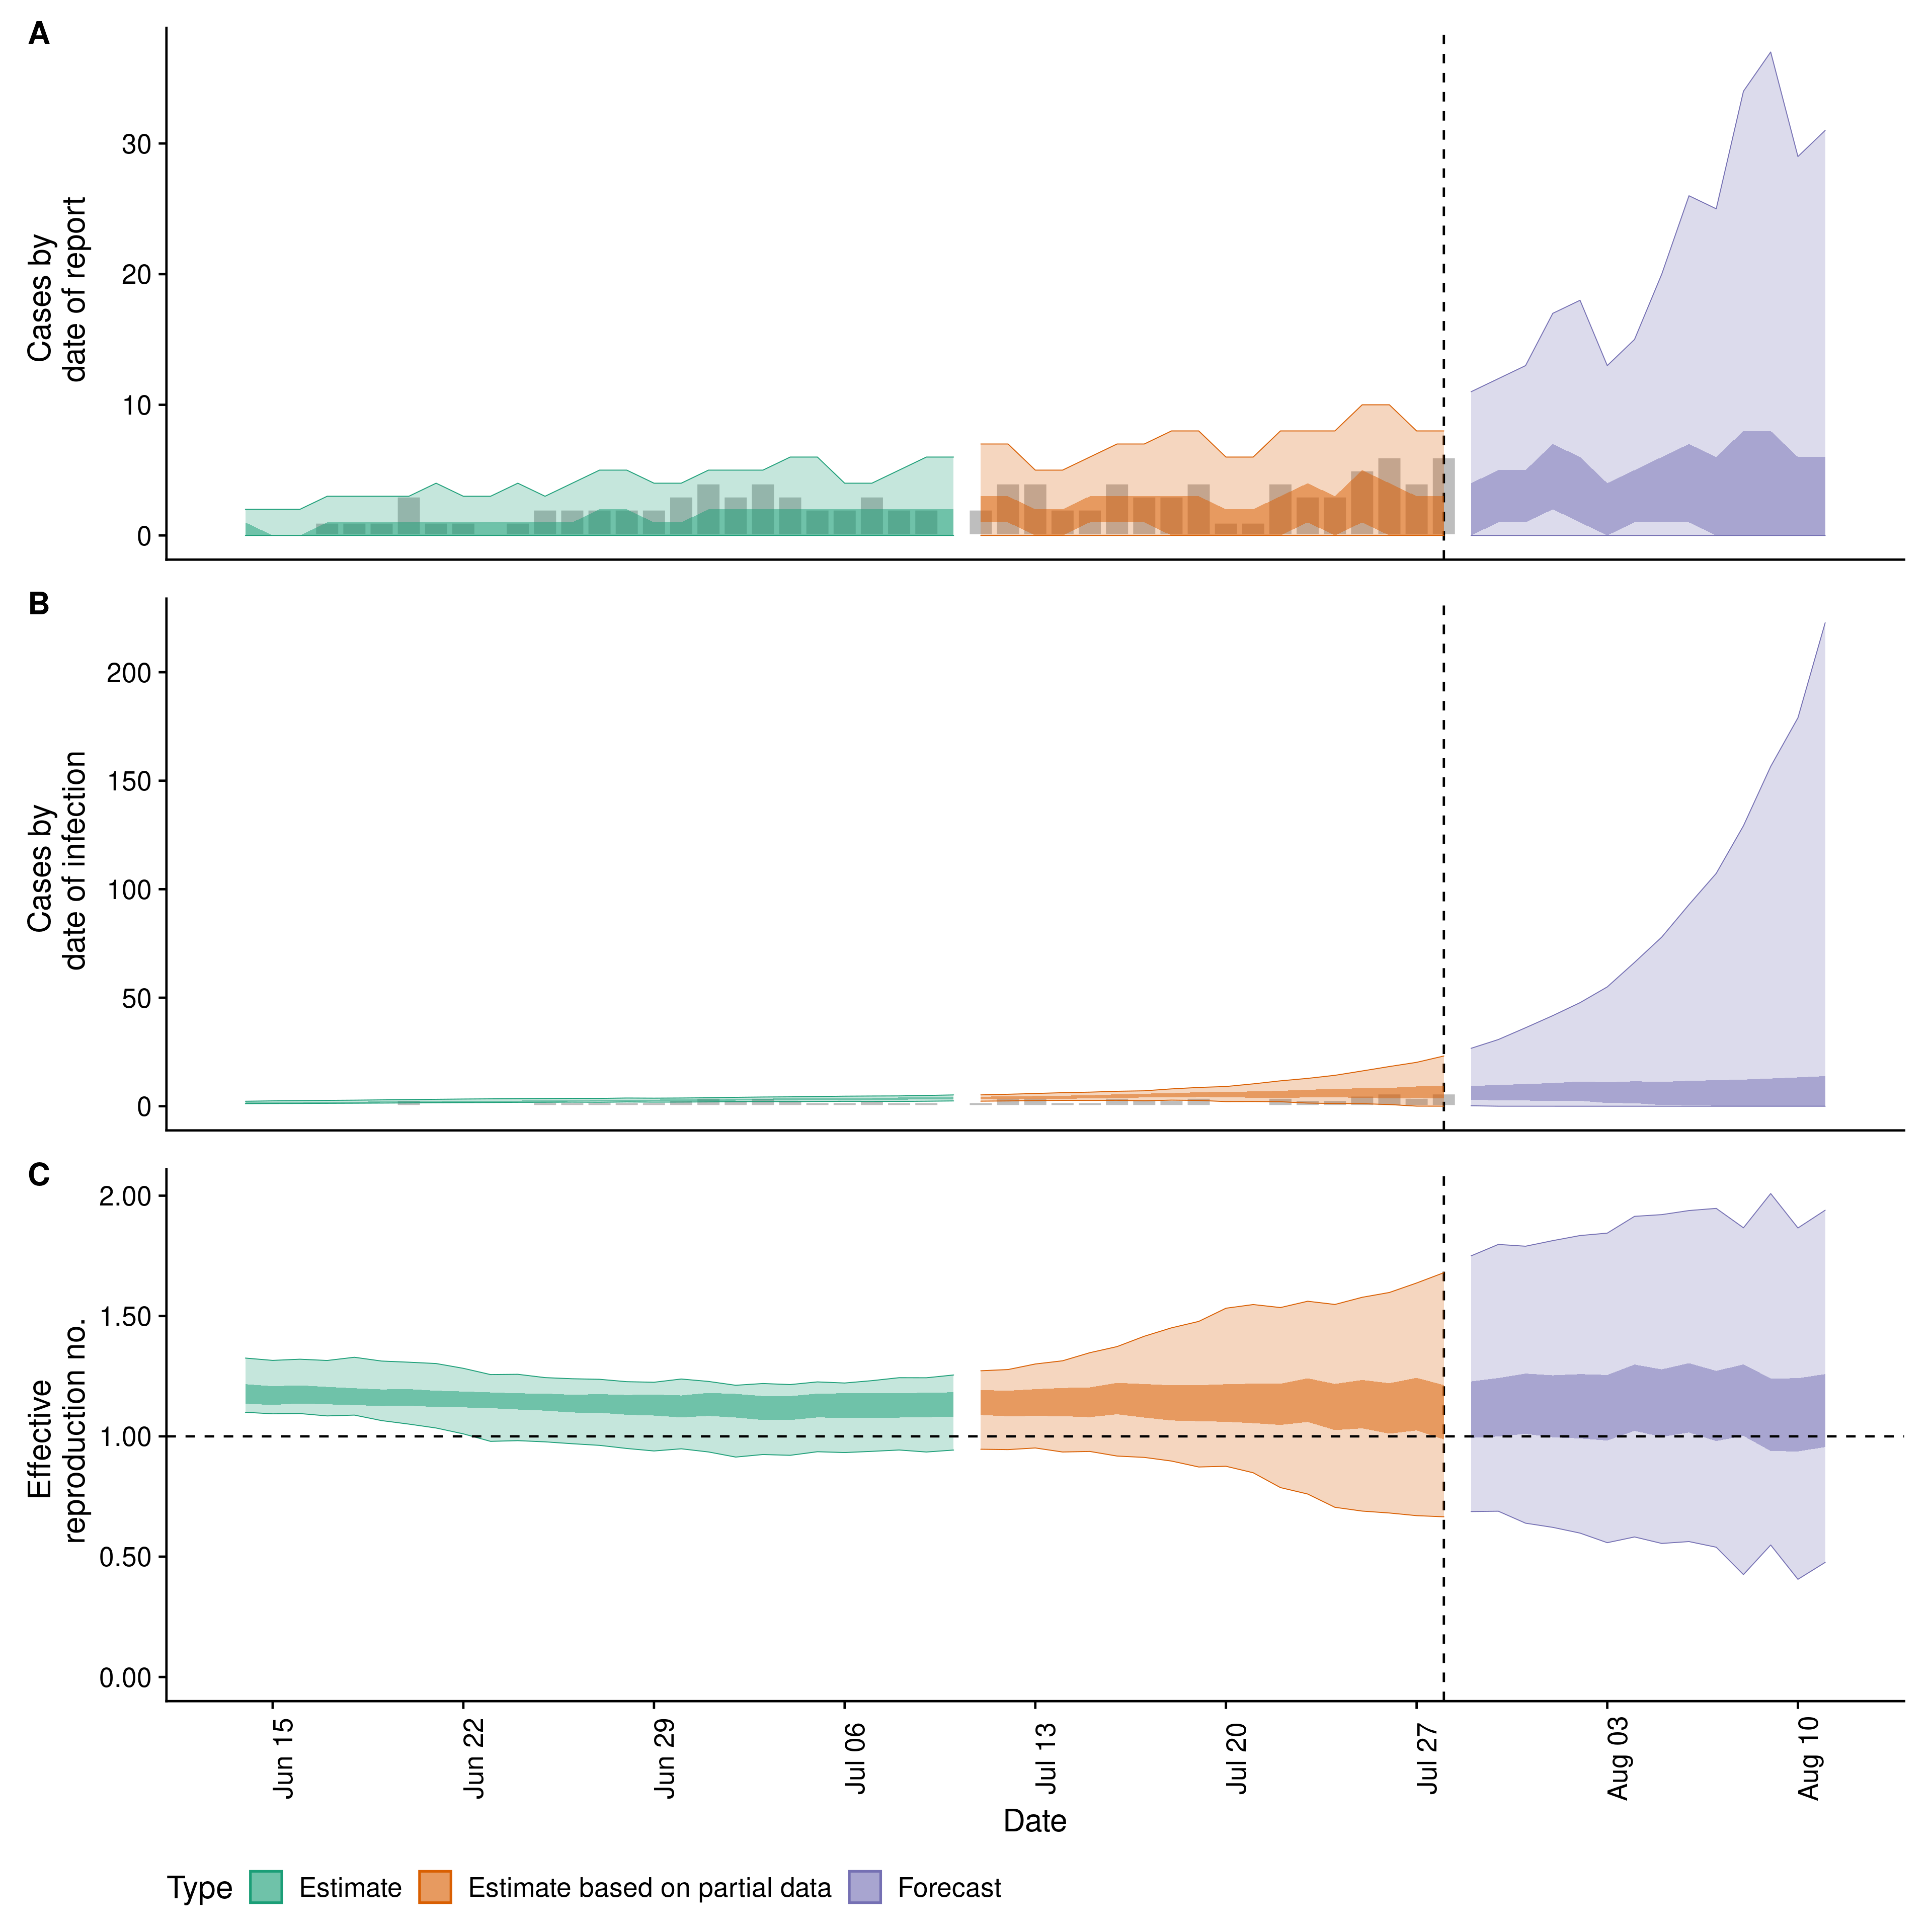 A
Cases by
date of report
30
20
10
0
B
Cases by
date of infection
200
150
100
50
0
C
Effective
reproduction no.
2.00
1.50
1.00
0.50
0.00
Jun 15
Jun 22
Jun 29
Jul 06
Jul 13
Jul 20
Jul 27
Aug 03
Aug 10
Date
Type Estimate Estimate based on partial data Forecast